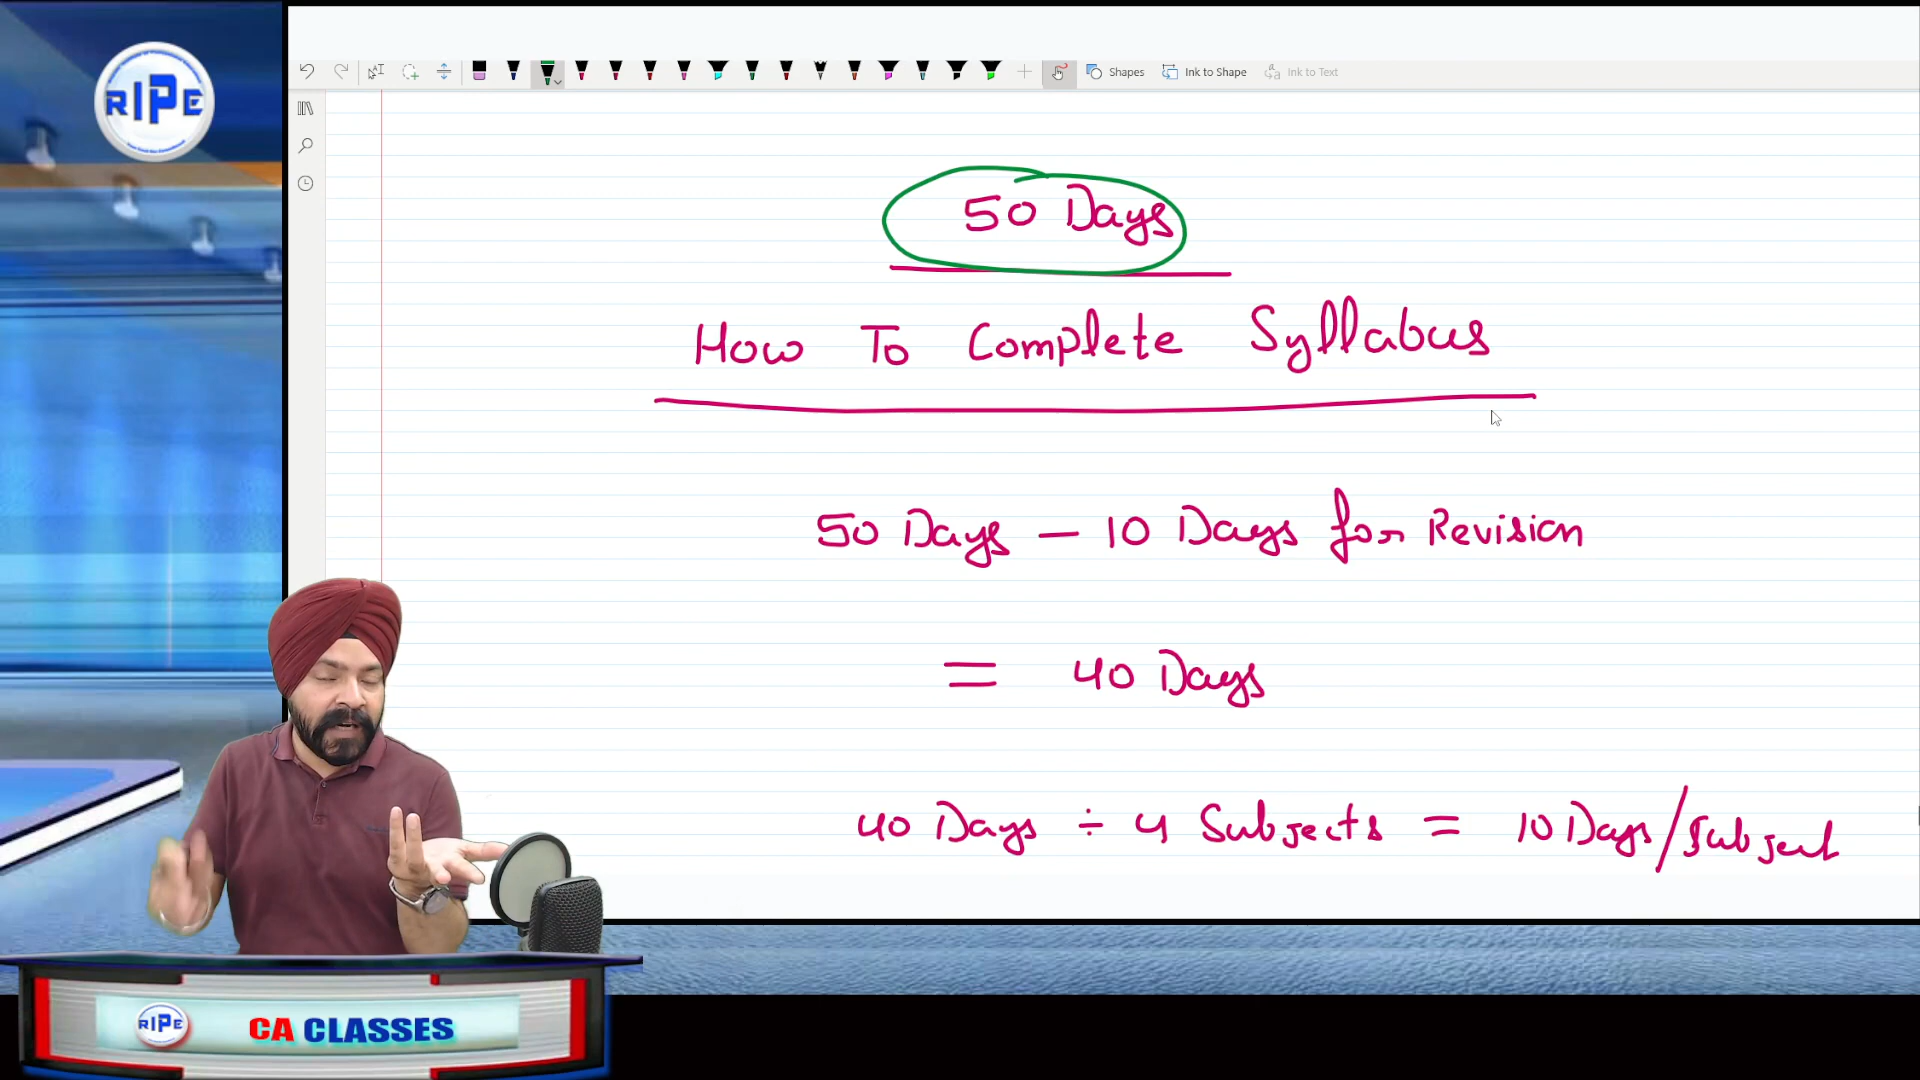 RIPE
Shapes
Ink to Shape
Ink to Text
50 Days
How To Complete Syllabus
50 Days — 10 Days for Revision
= 40 Days
40 Days ÷ 4 Subjects = 10 Days/Subject
RIPE
CA CLASSES